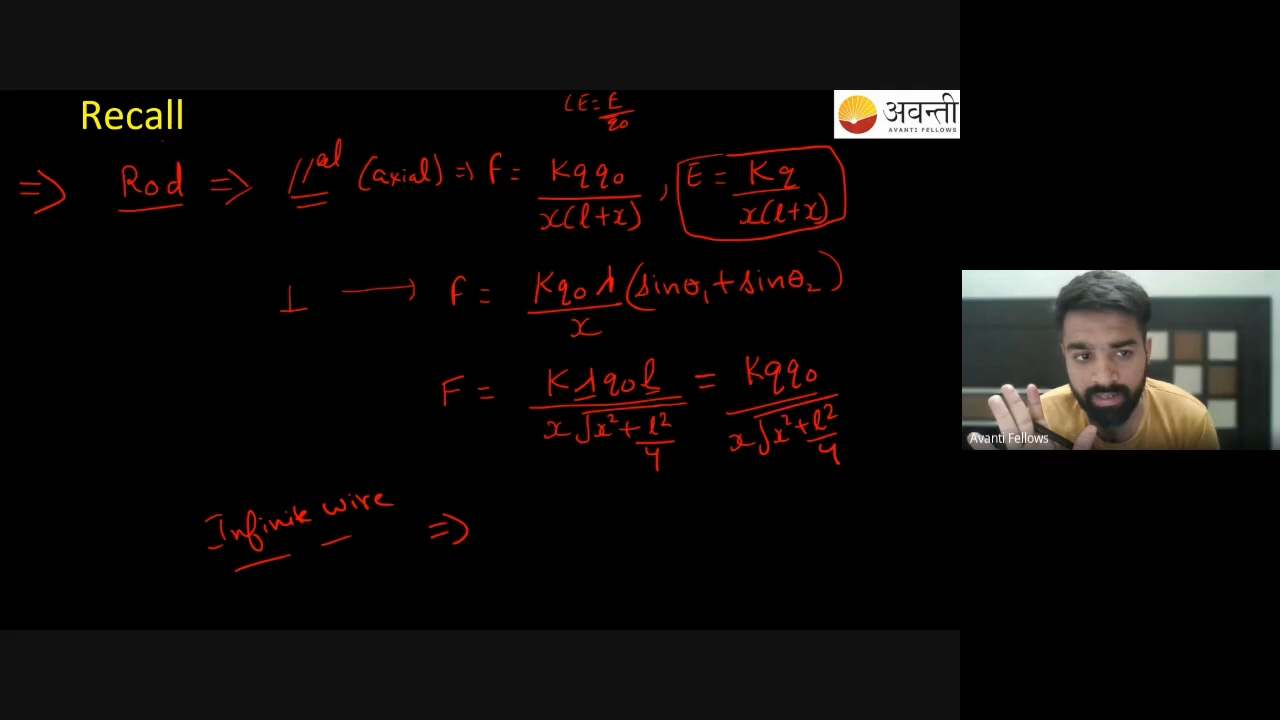 Recall
(E = F/q0
अवन्ती
AVANTI FELLOWS
⇒ Rod ⇒ //al (axial) ⇒ F = Kqq0/x(l+x) , E = Kq/x(l+x)
⊥ → F = Kq0λ/x (sinθ1 + sinθ2)
F = Kλq0l/x√x²+l²/4 = Kqq0/x√x²+l²/4
Infinite wire ⇒
Avanti Fellows